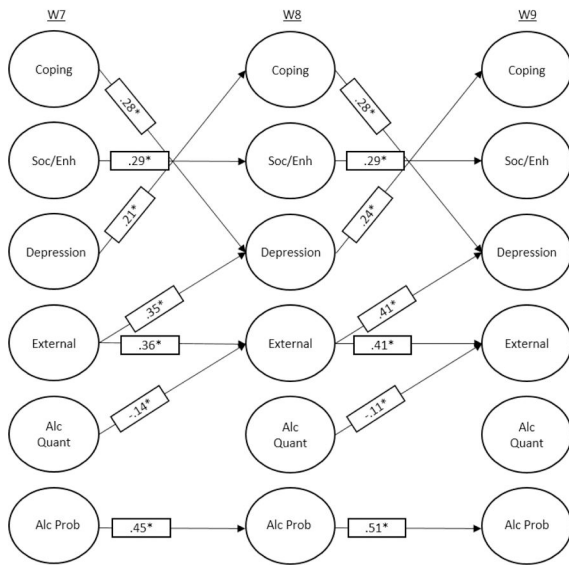 W7 W8 W9
Coping .28* Coping .28* Coping
Soc/Enh .29* Soc/Enh .29* Soc/Enh
Depression .21* Depression .24* Depression
.35* .41*
External .36* External .41* External
-.14* -.11*
Alc Alc Alc
Quant Quant Quant
Alc Prob .45* Alc Prob .51* Alc Prob